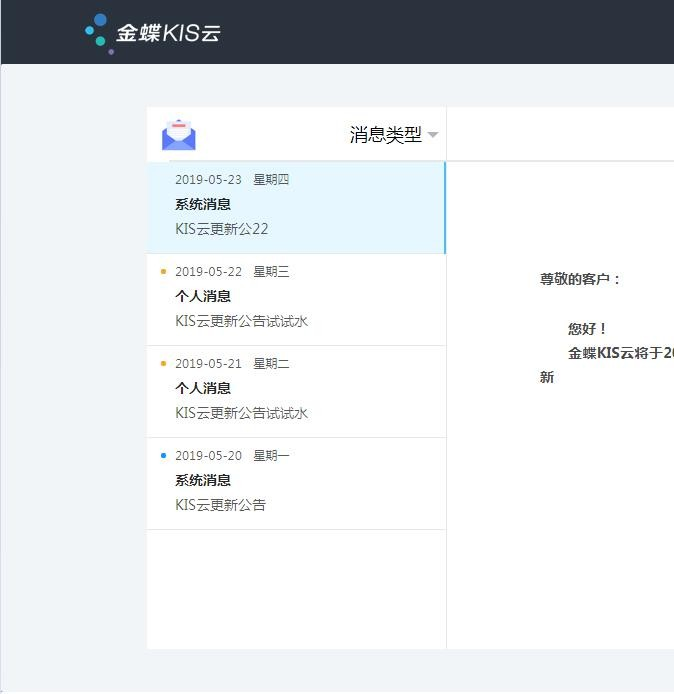 金蝶KIS云
消息类型
2019-05-23 星期四
系统消息
KIS云更新公22
2019-05-22 星期三
个人消息
KIS云更新公告试试水
2019-05-21 星期二
个人消息
KIS云更新公告试试水
2019-05-20 星期一
系统消息
KIS云更新公告
尊敬的客户：
您好！
金蝶KIS云将于20
新